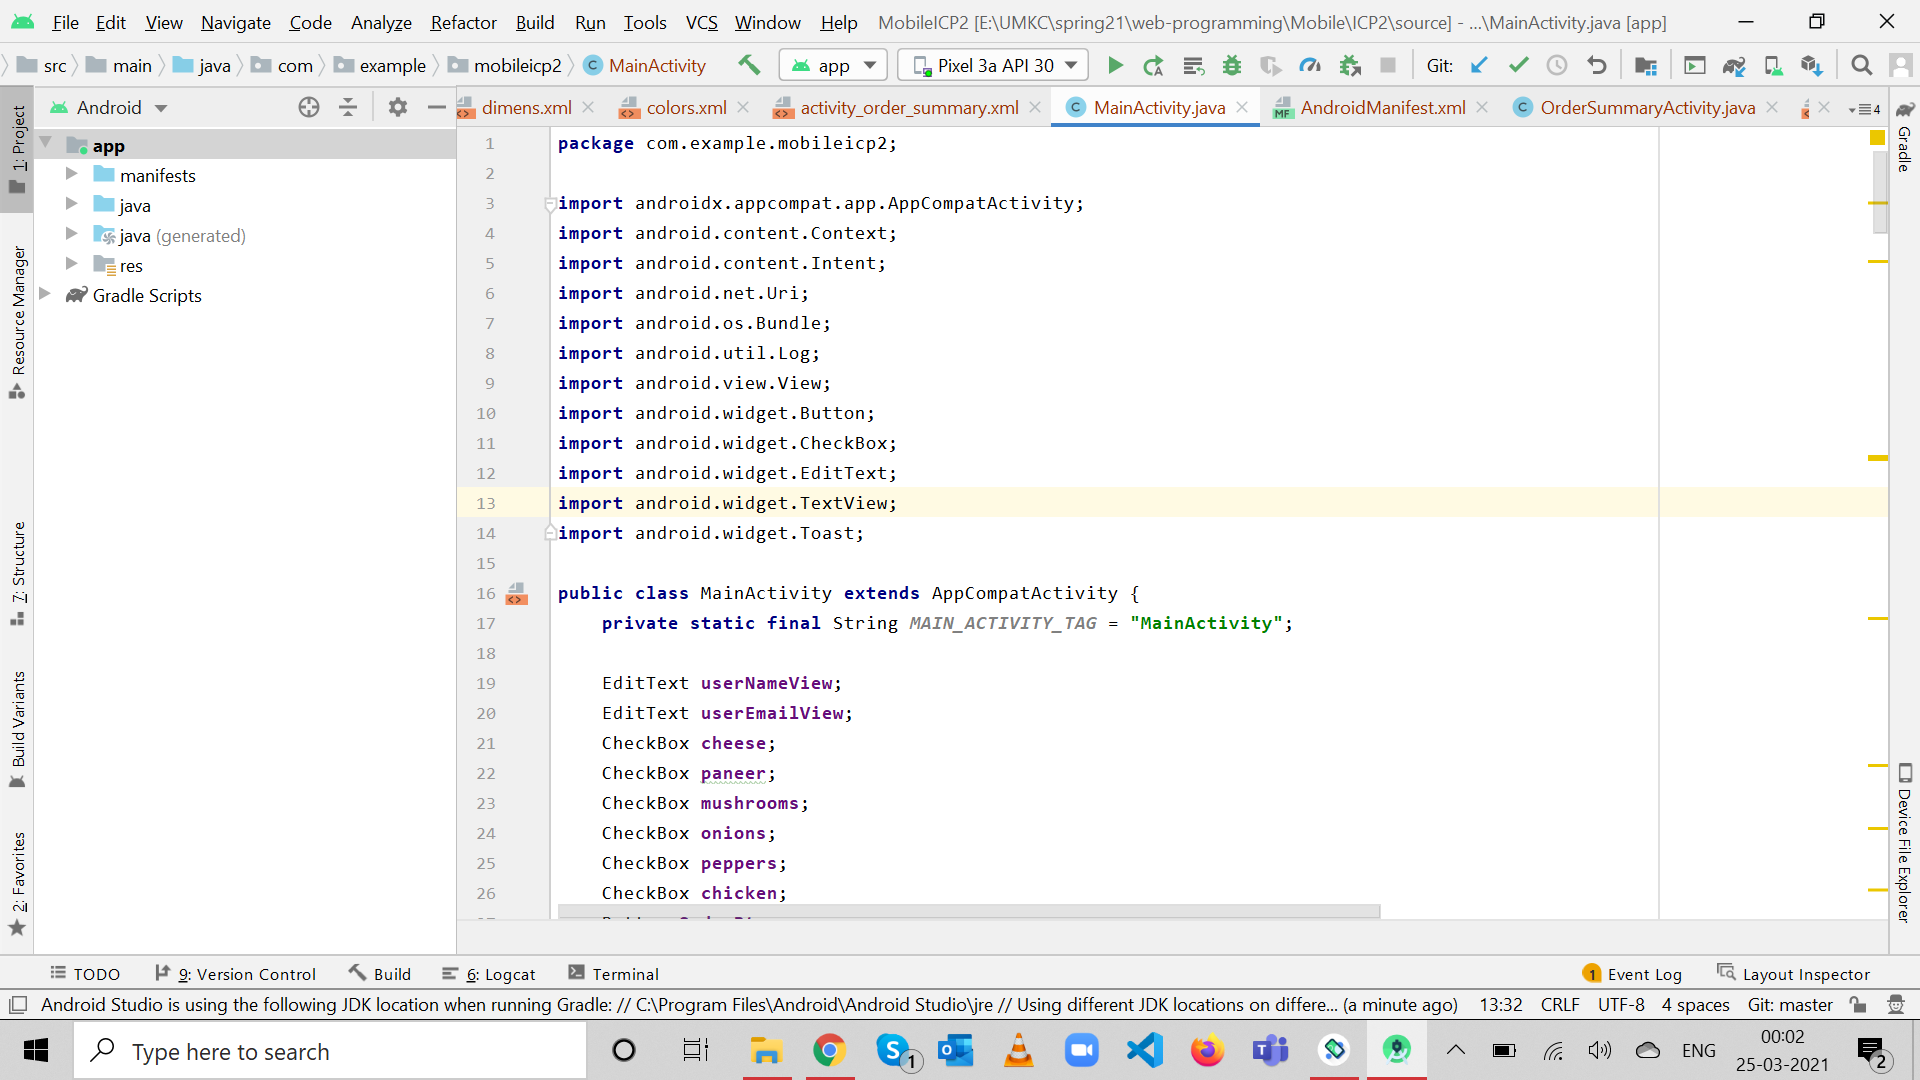 File Edit View Navigate Code Analyze Refactor Build Run Tools VCS Window Help MobileICP2 [E:\UMKC\spring21\web-programming\Mobile\ICP2\source] - ...\MainActivity.java [app]
src main java com example mobileicp2 MainActivity app Pixel 3a API 30 Git:
Android
dimens.xml colors.xml activity_order_summary.xml MainActivity.java AndroidManifest.xml OrderSummaryActivity.java 4
app
manifests
java
java (generated)
res
Gradle Scripts
1: Project
Resource Manager
7: Structure
Build Variants
2: Favorites
1 package com.example.mobileicp2;
2
3 import androidx.appcompat.app.AppCompatActivity;
4 import android.content.Context;
5 import android.content.Intent;
6 import android.net.Uri;
7 import android.os.Bundle;
8 import android.util.Log;
9 import android.view.View;
10 import android.widget.Button;
11 import android.widget.CheckBox;
12 import android.widget.EditText;
13 import android.widget.TextView;
14 import android.widget.Toast;
15
16 public class MainActivity extends AppCompatActivity {
17 private static final String MAIN_ACTIVITY_TAG = "MainActivity";
18
19 EditText userNameView;
20 EditText userEmailView;
21 CheckBox cheese;
22 CheckBox paneer;
23 CheckBox mushrooms;
24 CheckBox onions;
25 CheckBox peppers;
26 CheckBox chicken;
Gradle
Device File Explorer
TODO 9: Version Control Build 6: Logcat Terminal 1 Event Log Layout Inspector
Android Studio is using the following JDK location when running Gradle: // C:\Program Files\Android\Android Studio\jre // Using different JDK locations on differe... (a minute ago) 13:32 CRLF UTF-8 4 spaces Git: master
Type here to search
1
ENG
00:02
25-03-2021
2